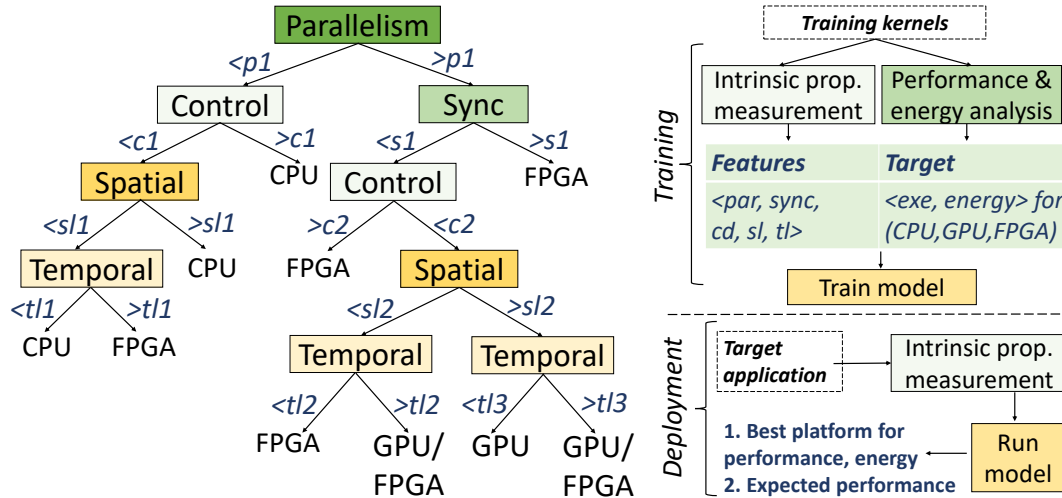 Parallelism
<p1
>p1
Control
Sync
<c1
>c1
<s1
>s1
Spatial
CPU
Control
FPGA
<sl1
>sl1
>c2
<c2
Temporal
CPU
FPGA
Spatial
<tl1
>tl1
<sl2
>sl2
CPU
FPGA
Temporal
Temporal
<tl2
>tl2
<tl3
>tl3
FPGA
GPU/
FPGA
GPU
GPU/
FPGA
Training kernels
Training
Intrinsic prop.
measurement
Performance &
energy analysis
Features
Target
<par, sync,
cd, sl, tl>
<exe, energy> for
(CPU,GPU,FPGA)
Train model
Deployment
Target
application
Intrinsic prop.
measurement
Run
model
1. Best platform for
performance, energy
2. Expected performance